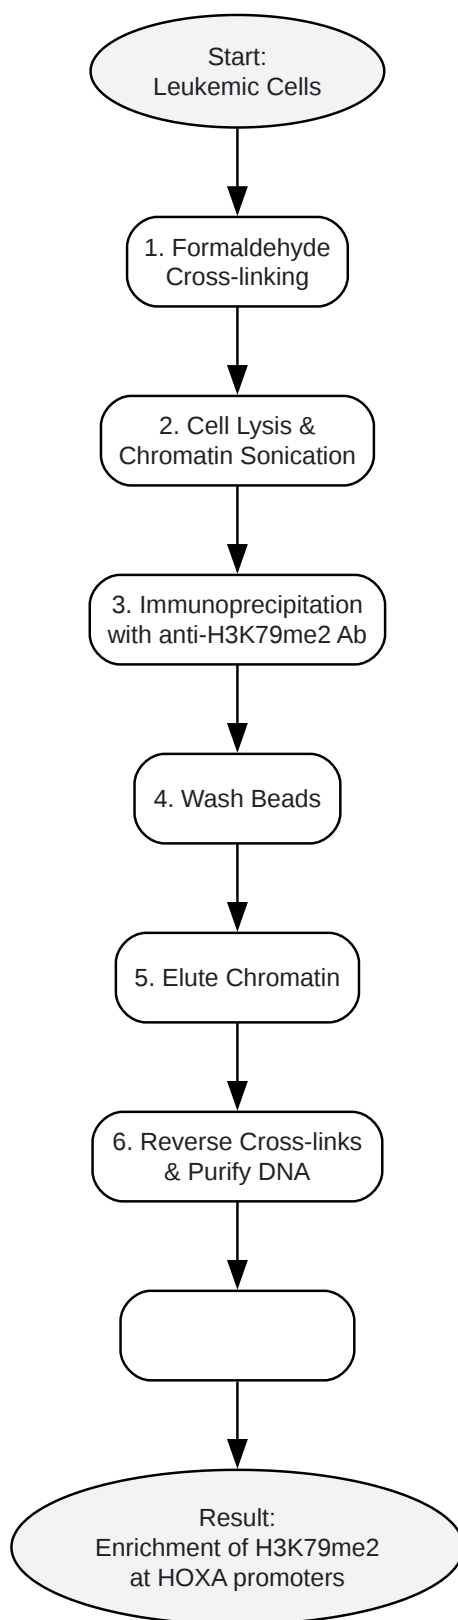 Start:
Leukemic Cells
1. Formaldehyde
Cross-linking
2. Cell Lysis &
Chromatin Sonication
3. Immunoprecipitation
with anti-H3K79me2 Ab
4. Wash Beads
5. Elute Chromatin
6. Reverse Cross-links
& Purify DNA
Result:
Enrichment of H3K79me2
at HOXA promoters